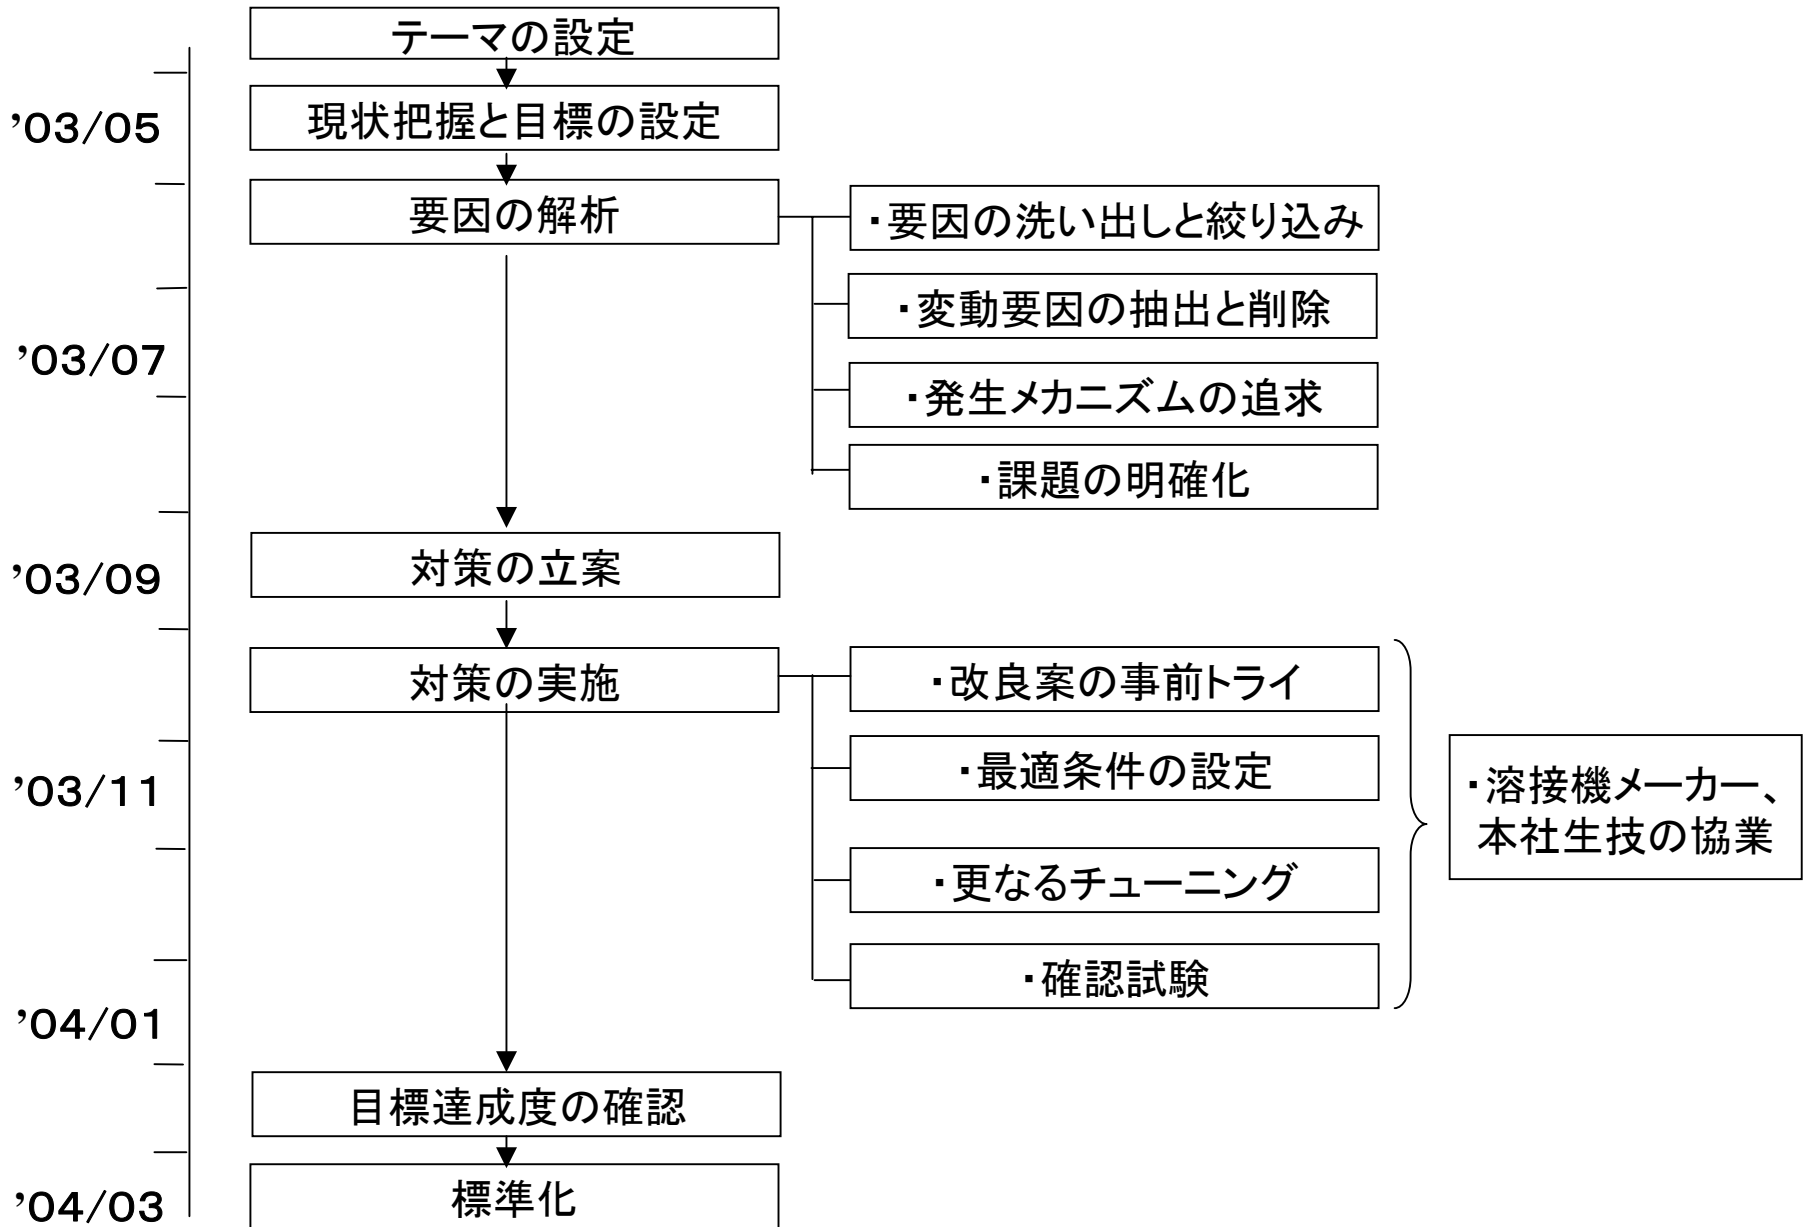 テーマの設定
’03/05
現状把握と目標の設定
要因の解析
・要因の洗い出しと絞り込み
・変動要因の抽出と削除
’03/07
・発生メカニズムの追求
・課題の明確化
’03/09
対策の立案
対策の実施
・改良案の事前トライ
’03/11
・最適条件の設定
・溶接機メーカー、
本社生技の協業
・更なるチューニング
・確認試験
’04/01
目標達成度の確認
’04/03
標準化